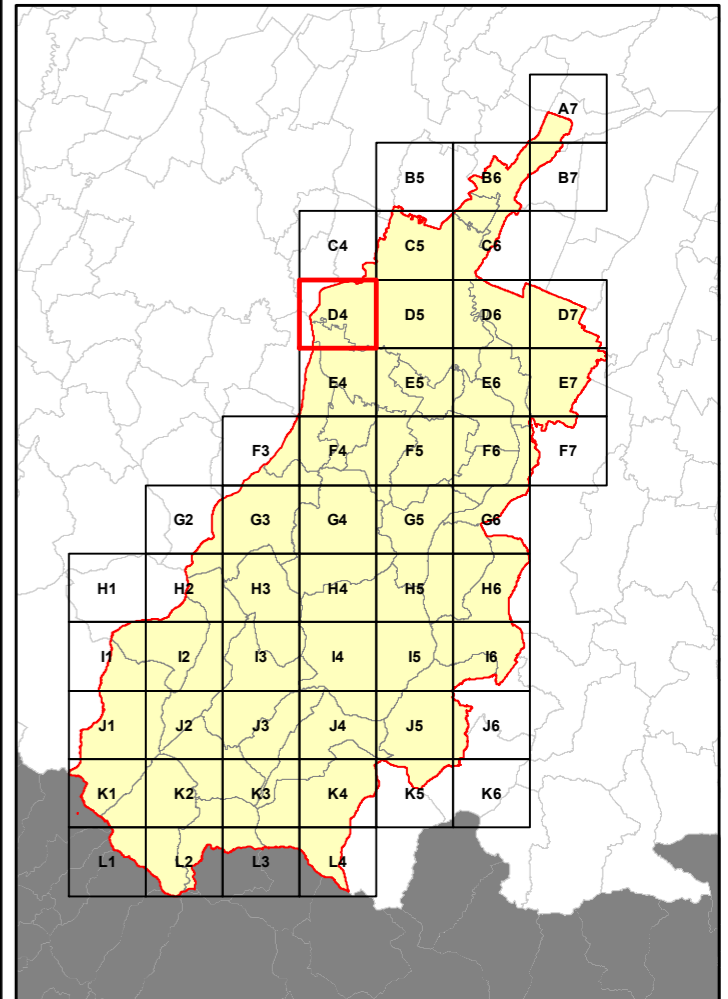 A7
B5 B6 B7
C4 C5 C6
D4 D5 D6 D7
E4 E5 E6 E7
F3 F4 F5 F6 F7
G2 G3 G4 G5 G6
H1 H2 H3 H4 H5 H6
I1 I2 I3 I4 I5 I6
J1 J2 J3 J4 J5 J6
K1 K2 K3 K4 K5 K6
L1 L2 L3 L4